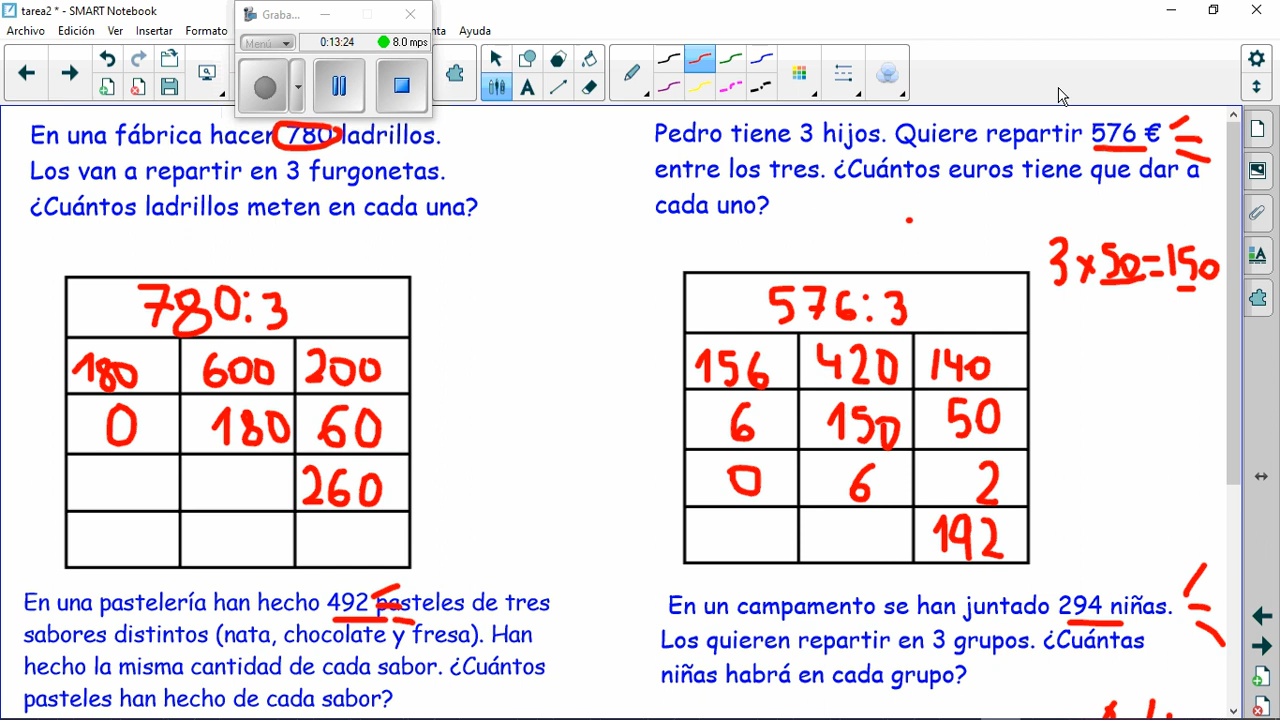 tarea2 * - SMART Notebook
Graba...
Archivo Edición Ver Insertar Formato
Ayuda
Menú 0:13:24 8.0 mps
En una fábrica hacen 780 ladrillos.
Los van a repartir en 3 furgonetas.
¿Cuántos ladrillos meten en cada una?
780:3
180 600 200
0 180 60
260
Pedro tiene 3 hijos. Quiere repartir 576 €
entre los tres. ¿Cuántos euros tiene que dar a
cada uno?
3x50=150
576:3
156 420 140
6 150 50
0 6 2
192
En una pastelería han hecho 492 pasteles de tres
sabores distintos (nata, chocolate y fresa). Han
hecho la misma cantidad de cada sabor. ¿Cuántos
pasteles han hecho de cada sabor?
En un campamento se han juntado 294 niñas.
Los quieren repartir en 3 grupos. ¿Cuántas
niñas habrá en cada grupo?